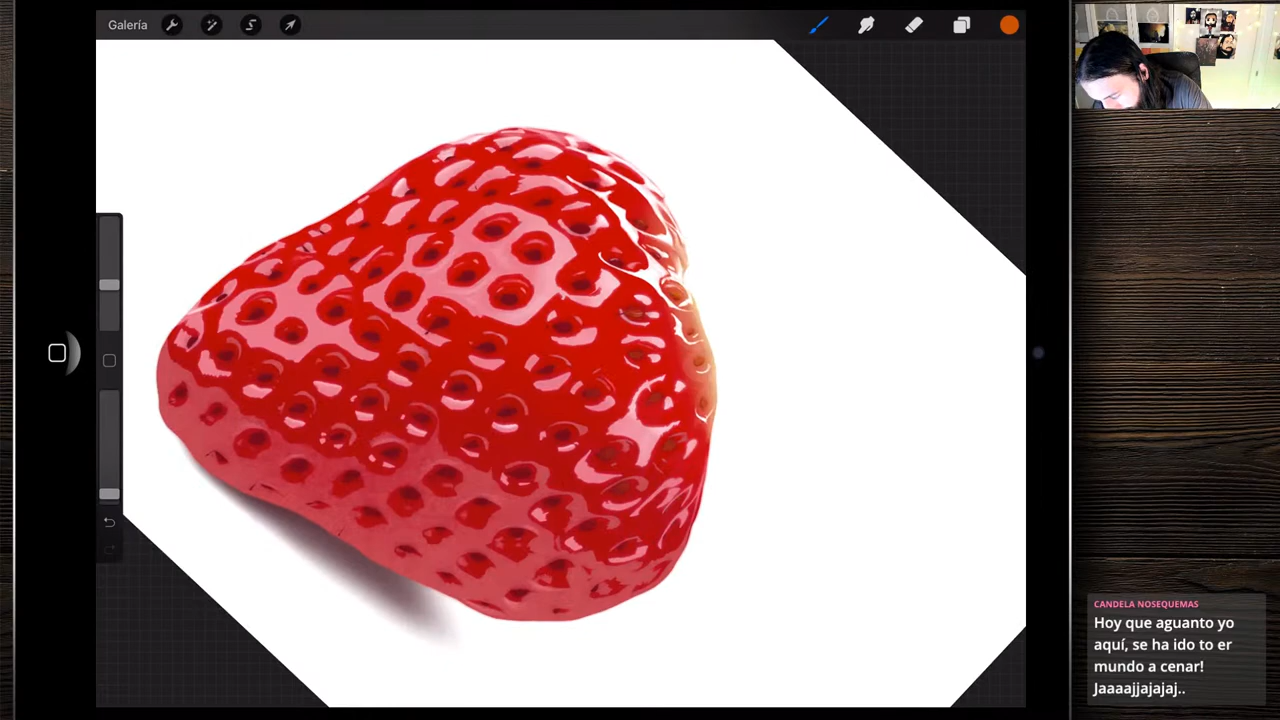 Galería
CANDELA NOSEQUEMAS
Hoy que aguanto yo
aquí, se ha ido to er
mundo a cenar!
Jaaaajjajajaj..